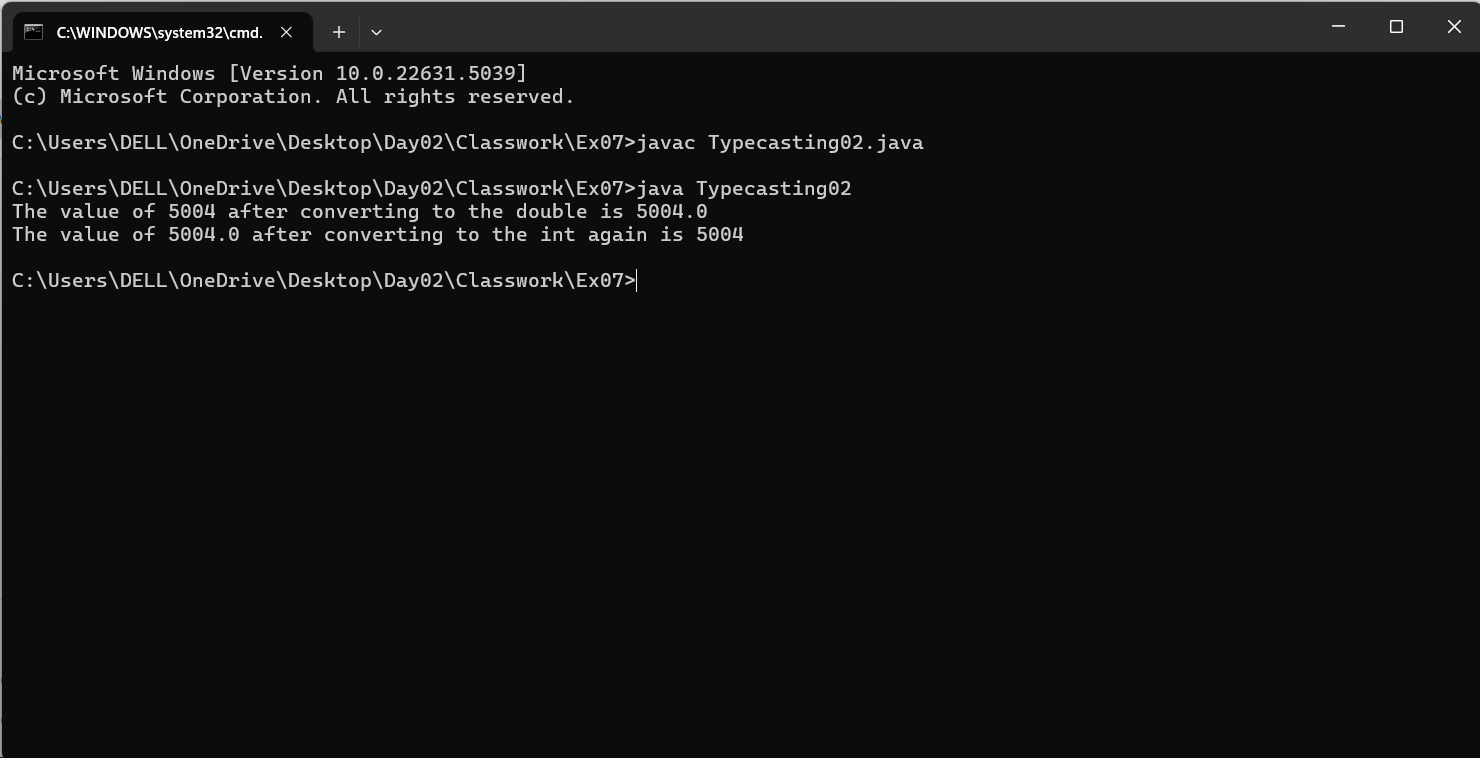 C:\WINDOWS\system32\cmd.
Microsoft Windows [Version 10.0.22631.5039]
(c) Microsoft Corporation. All rights reserved.
C:\Users\DELL\OneDrive\Desktop\Day02\Classwork\Ex07>javac Typecasting02.java
C:\Users\DELL\OneDrive\Desktop\Day02\Classwork\Ex07>java Typecasting02
The value of 5004 after converting to the double is 5004.0
The value of 5004.0 after converting to the int again is 5004
C:\Users\DELL\OneDrive\Desktop\Day02\Classwork\Ex07>